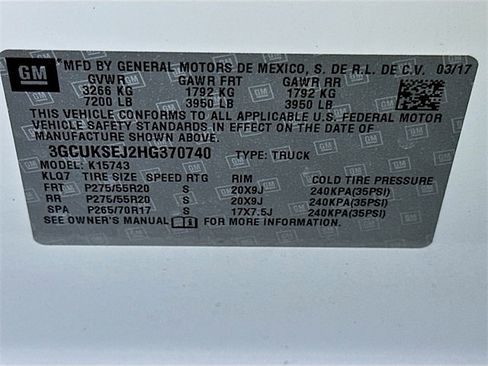 GM
*MFD BY GENERAL MOTORS DE MEXICO, S. DE R.L. DE C.V. 03/17
GVWR GAWR FRT GAWR RR
3266 KG 1792 KG 1792 KG
7200 LB 3950 LB 3950 LB
THIS VEHICLE CONFORMS TO ALL APPLICABLE U.S. FEDERAL MOTOR
VEHICLE SAFETY STANDARDS IN EFFECT ON THE DATE OF
MANUFACTURE SHOWN ABOVE.
3GCUKSEJ2HG370740 TYPE: TRUCK
MODEL: K15743
KLQ7 TIRE SIZE SPEED RTG RIM COLD TIRE PRESSURE
FRT P275/55R20 S 20X9J 240KPA(35PSI)
RR P275/55R20 S 20X9J 240KPA(35PSI)
SPA P265/70R17 S 17X7.5J 240KPA(35PSI)
SEE OWNER'S MANUAL FOR MORE INFORMATION.